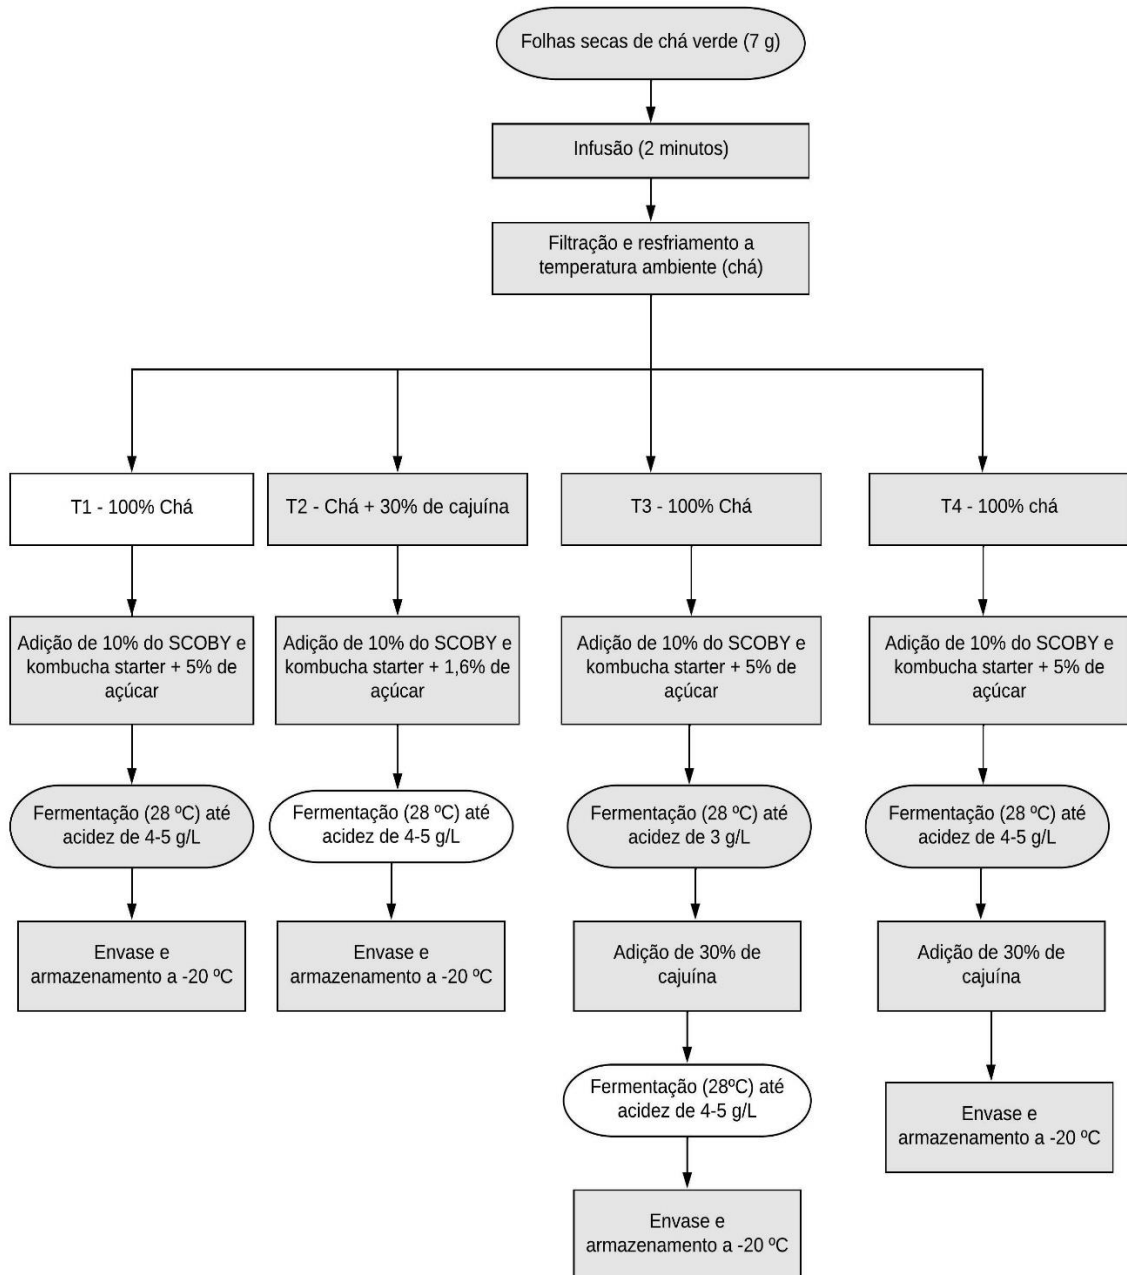 Folhas secas de chá verde (7 g)
Infusão (2 minutos)
Filtração e resfriamento a
temperatura ambiente (chá)
T1 - 100% Chá
T2 - Chá + 30% de cajuína
T3 - 100% Chá
T4 - 100% chá
Adição de 10% do SCOBY e
kombucha starter + 5% de
açúcar
Adição de 10% do SCOBY e
kombucha starter + 1,6% de
açúcar
Adição de 10% do SCOBY e
kombucha starter + 5% de
açúcar
Adição de 10% do SCOBY e
kombucha starter + 5% de
açúcar
Fermentação (28 ºC) até
acidez de 4-5 g/L
Fermentação (28 ºC) até
acidez de 4-5 g/L
Fermentação (28 ºC) até
acidez de 3 g/L
Fermentação (28 ºC) até
acidez de 4-5 g/L
Envase e
armazenamento a -20 ºC
Envase e
armazenamento a -20 ºC
Adição de 30% de
cajuína
Adição de 30% de
cajuína
Fermentação (28ºC) até
acidez de 4-5 g/L
Envase e
armazenamento a -20 ºC
Envase e
armazenamento a -20 ºC